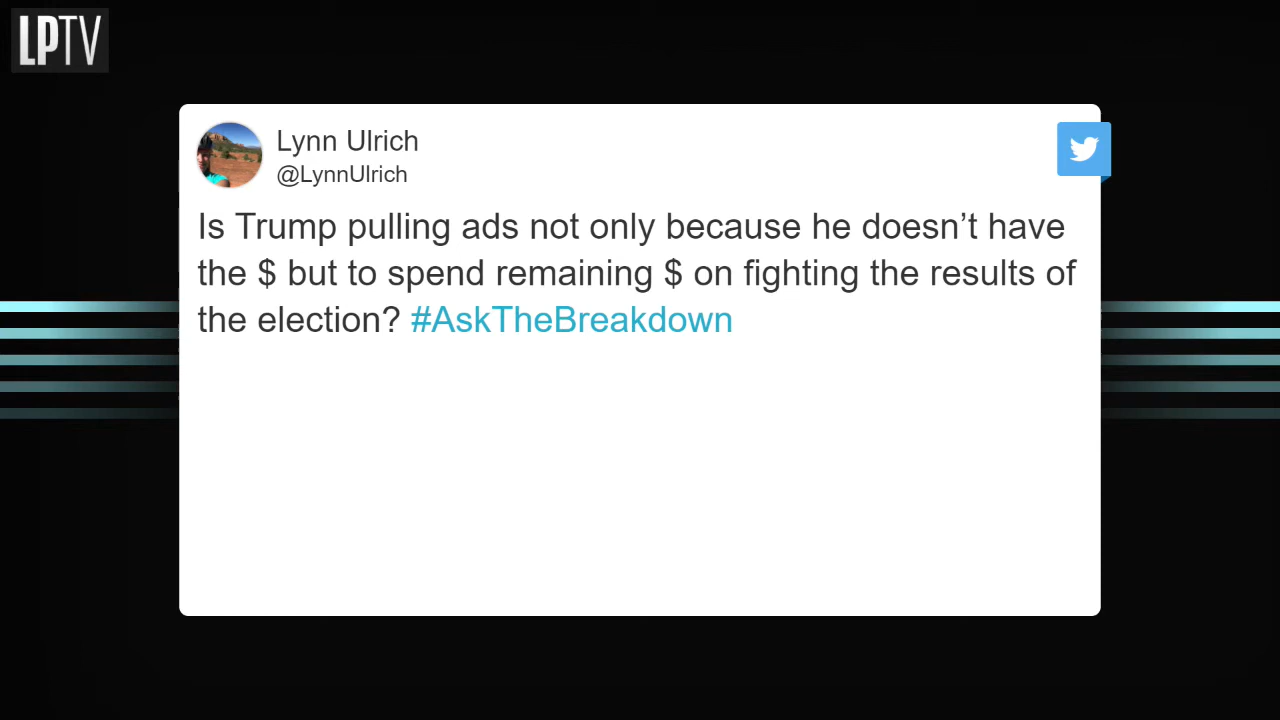 LPTV
Lynn Ulrich
@LynnUlrich
Is Trump pulling ads not only because he doesn’t have
the $ but to spend remaining $ on fighting the results of
the election? #AskTheBreakdown